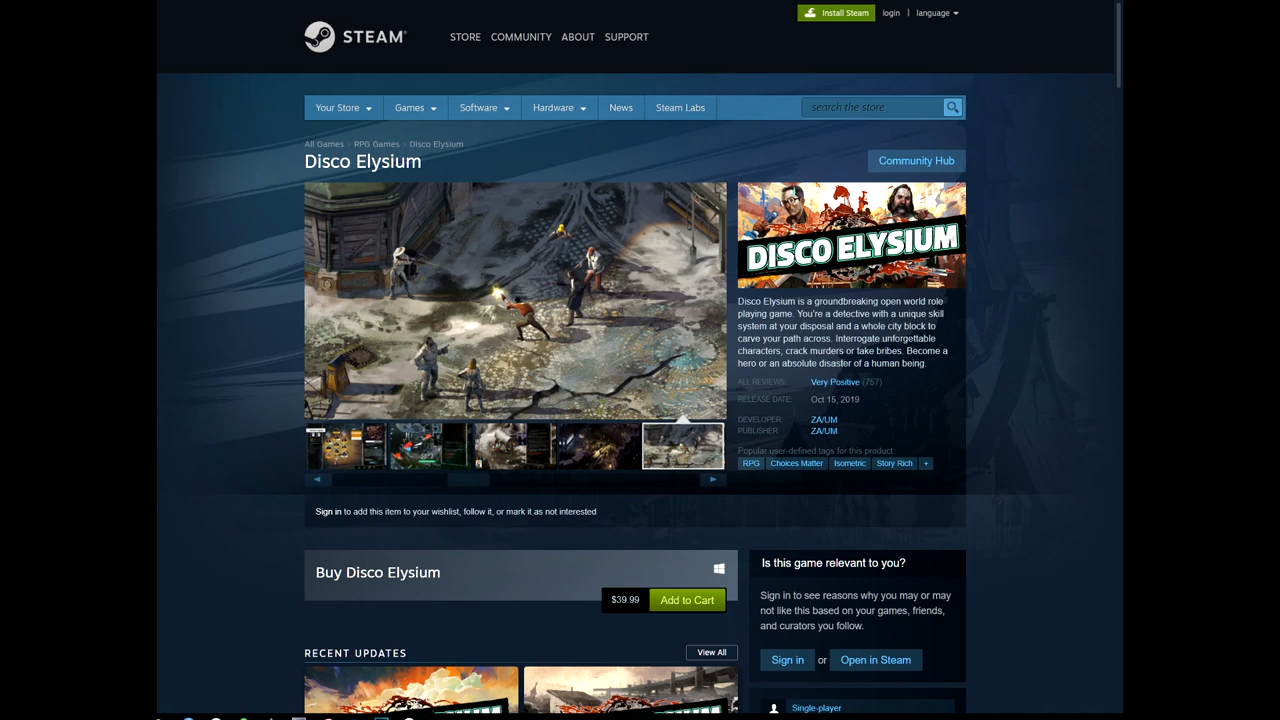 Install Steam login | language
STEAM®
STORE COMMUNITY ABOUT SUPPORT
Your Store Games Software Hardware News Steam Labs search the store
All Games › RPG Games › Disco Elysium
Disco Elysium
Community Hub
DISCO ELYSIUM
Disco Elysium is a groundbreaking open world role
playing game. You're a detective with a unique skill
system at your disposal and a whole city block to
carve your path across. Interrogate unforgettable
characters, crack murders or take bribes. Become a
hero or an absolute disaster of a human being.
ALL REVIEWS: Very Positive (757)
RELEASE DATE: Oct 15, 2019
DEVELOPER: ZA/UM
PUBLISHER: ZA/UM
Popular user-defined tags for this product:
RPG Choices Matter Isometric Story Rich +
Sign in to add this item to your wishlist, follow it, or mark it as not interested
Buy Disco Elysium
$39.99 Add to Cart
Is this game relevant to you?
Sign in to see reasons why you may or may
not like this based on your games, friends,
and curators you follow.
Sign in or Open in Steam
RECENT UPDATES View All
Single-player